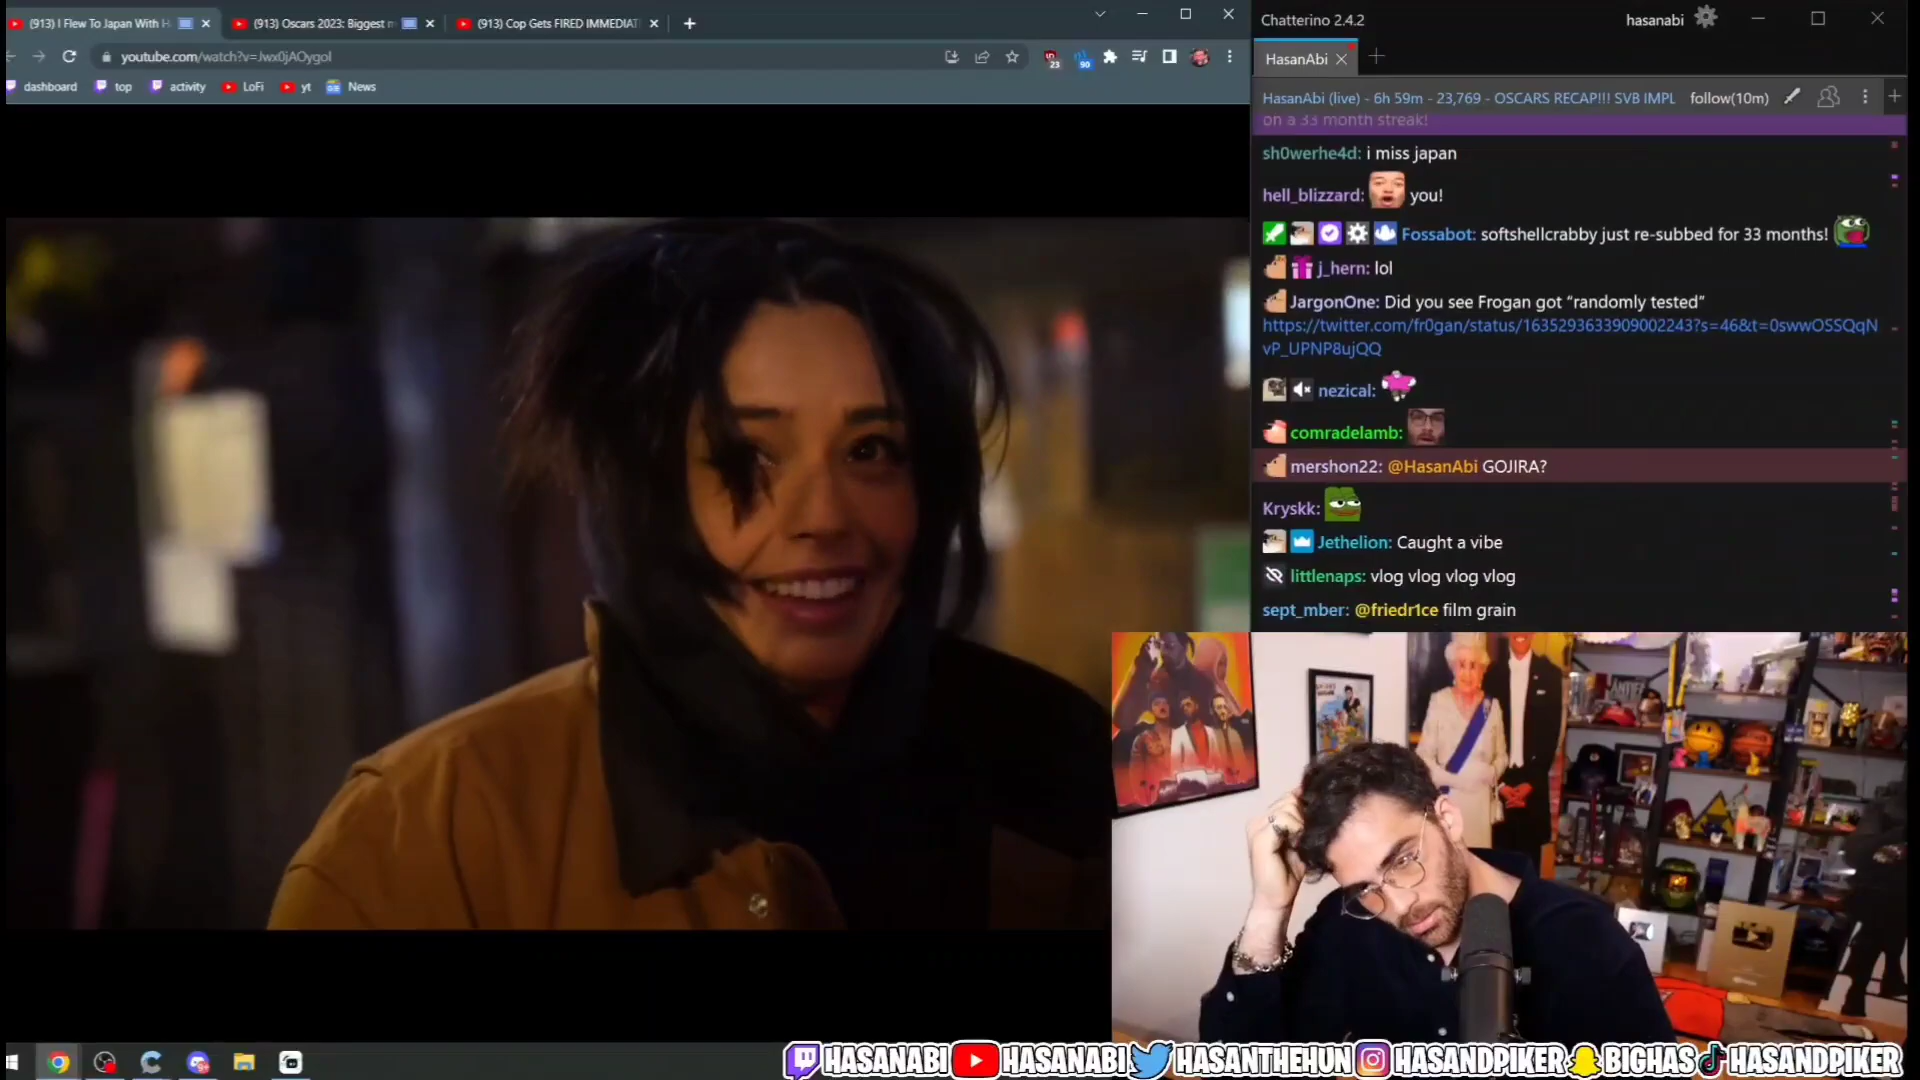 (913) I Flew To Japan With H
(913) Oscars 2023: Biggest m
(913) Cop Gets FIRED IMMEDIAT
youtube.com/watch?v=Jwx0jAOygoI
23
90
dashboard
top
activity
LoFi
yt
News
Chatterino 2.4.2
hasanabi
HasanAbi
HasanAbi (live) - 6h 59m - 23,769 - OSCARS RECAP!!! SVB IMPL
follow(10m)
on a 33 month streak!
sh0werhe4d: i miss japan
hell_blizzard: you!
Fossabot: softshellcrabby just re-subbed for 33 months!
j_hern: lol
JargonOne: Did you see Frogan got “randomly tested”
https://twitter.com/fr0gan/status/1635293633909002243?s=46&t=0swwOSSQqN
vP_UPNP8ujQQ
nezical:
comradelamb:
mershon22: @HasanAbi GOJIRA?
Kryskk:
Jethelion: Caught a vibe
littlenaps: vlog vlog vlog vlog
sept_mber: @friedr1ce film grain
HASANABI HASANABI HASANTHEHUN HASANDPIKER BIGHAS HASANDPIKER